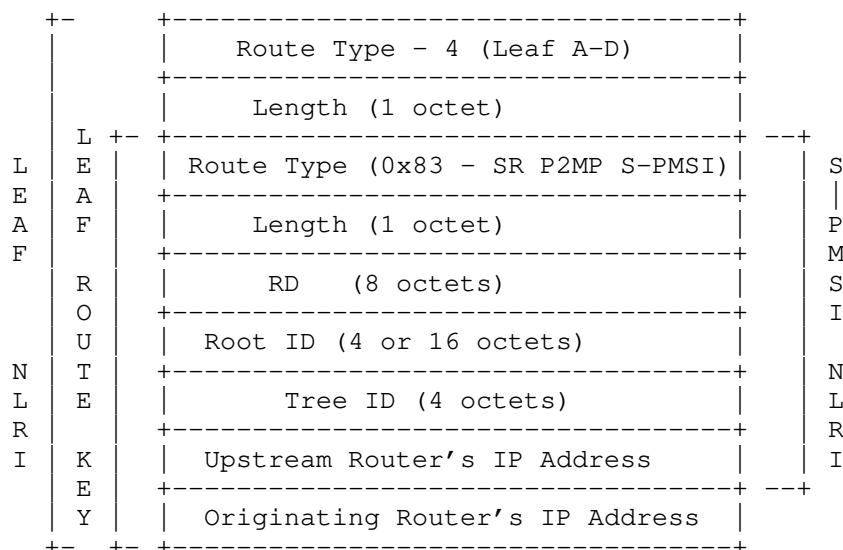 +-       +-----------------------------------+
|        |     Route Type - 4 (Leaf A-D)     |
|        +-----------------------------------+
|        |      Length (1 octet)             |
| L +-   +-----------------------------------+ --+
L | E |  | Route Type (0x83 - SR P2MP S-PMSI)|   | S
E | A |  +-----------------------------------+   | |
A | F |  |      Length (1 octet)             |   | P
F |   |  +-----------------------------------+   | M
| R |    |       RD   (8 octets)             |   | S
| O |    +-----------------------------------+   | I
| U |    |  Root ID (4 or 16 octets)         |   |
N | T |  +-----------------------------------+   | N
L | E |  |        Tree ID (4 octets)         |   | L
R |   |  +-----------------------------------+   | R
I | K |  |  Upstream Router's IP Address     |   | I
| E |    +-----------------------------------+ --+
| Y |    |  Originating Router's IP Address  |
+-  +-   +-----------------------------------+